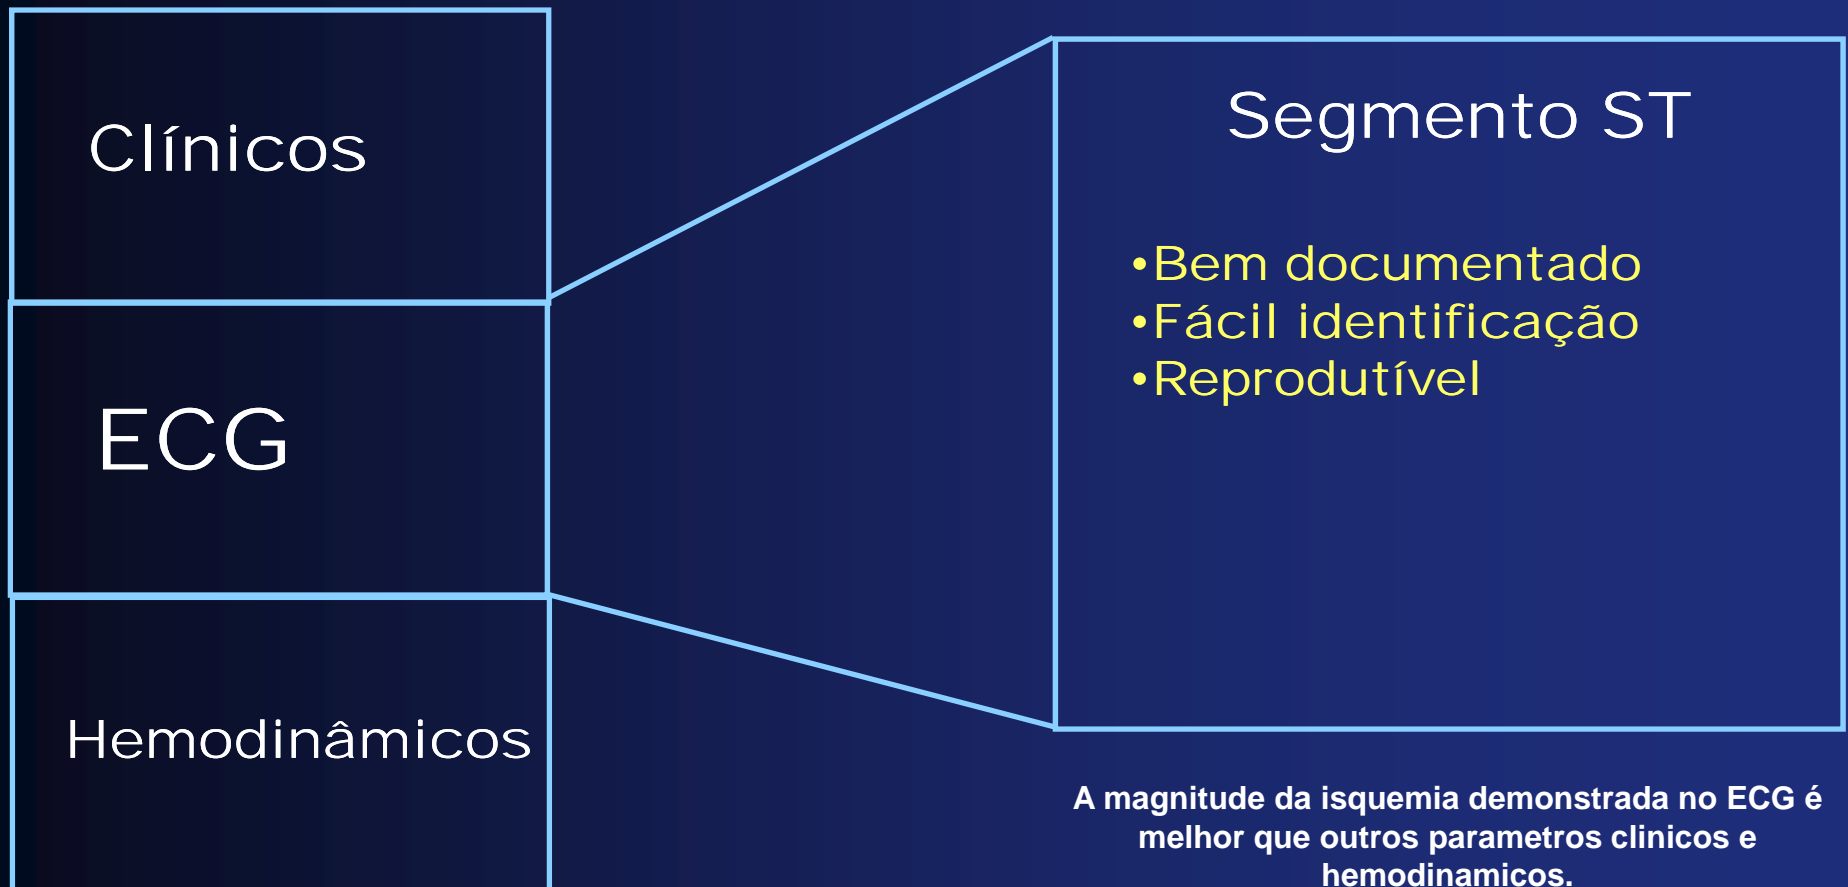 Clínicos
ECG
Hemodinâmicos
Segmento ST
•Bem documentado
•Fácil identificação
•Reprodutível
A magnitude da isquemia demonstrada no ECG é
melhor que outros parametros clinicos e
hemodinamicos.